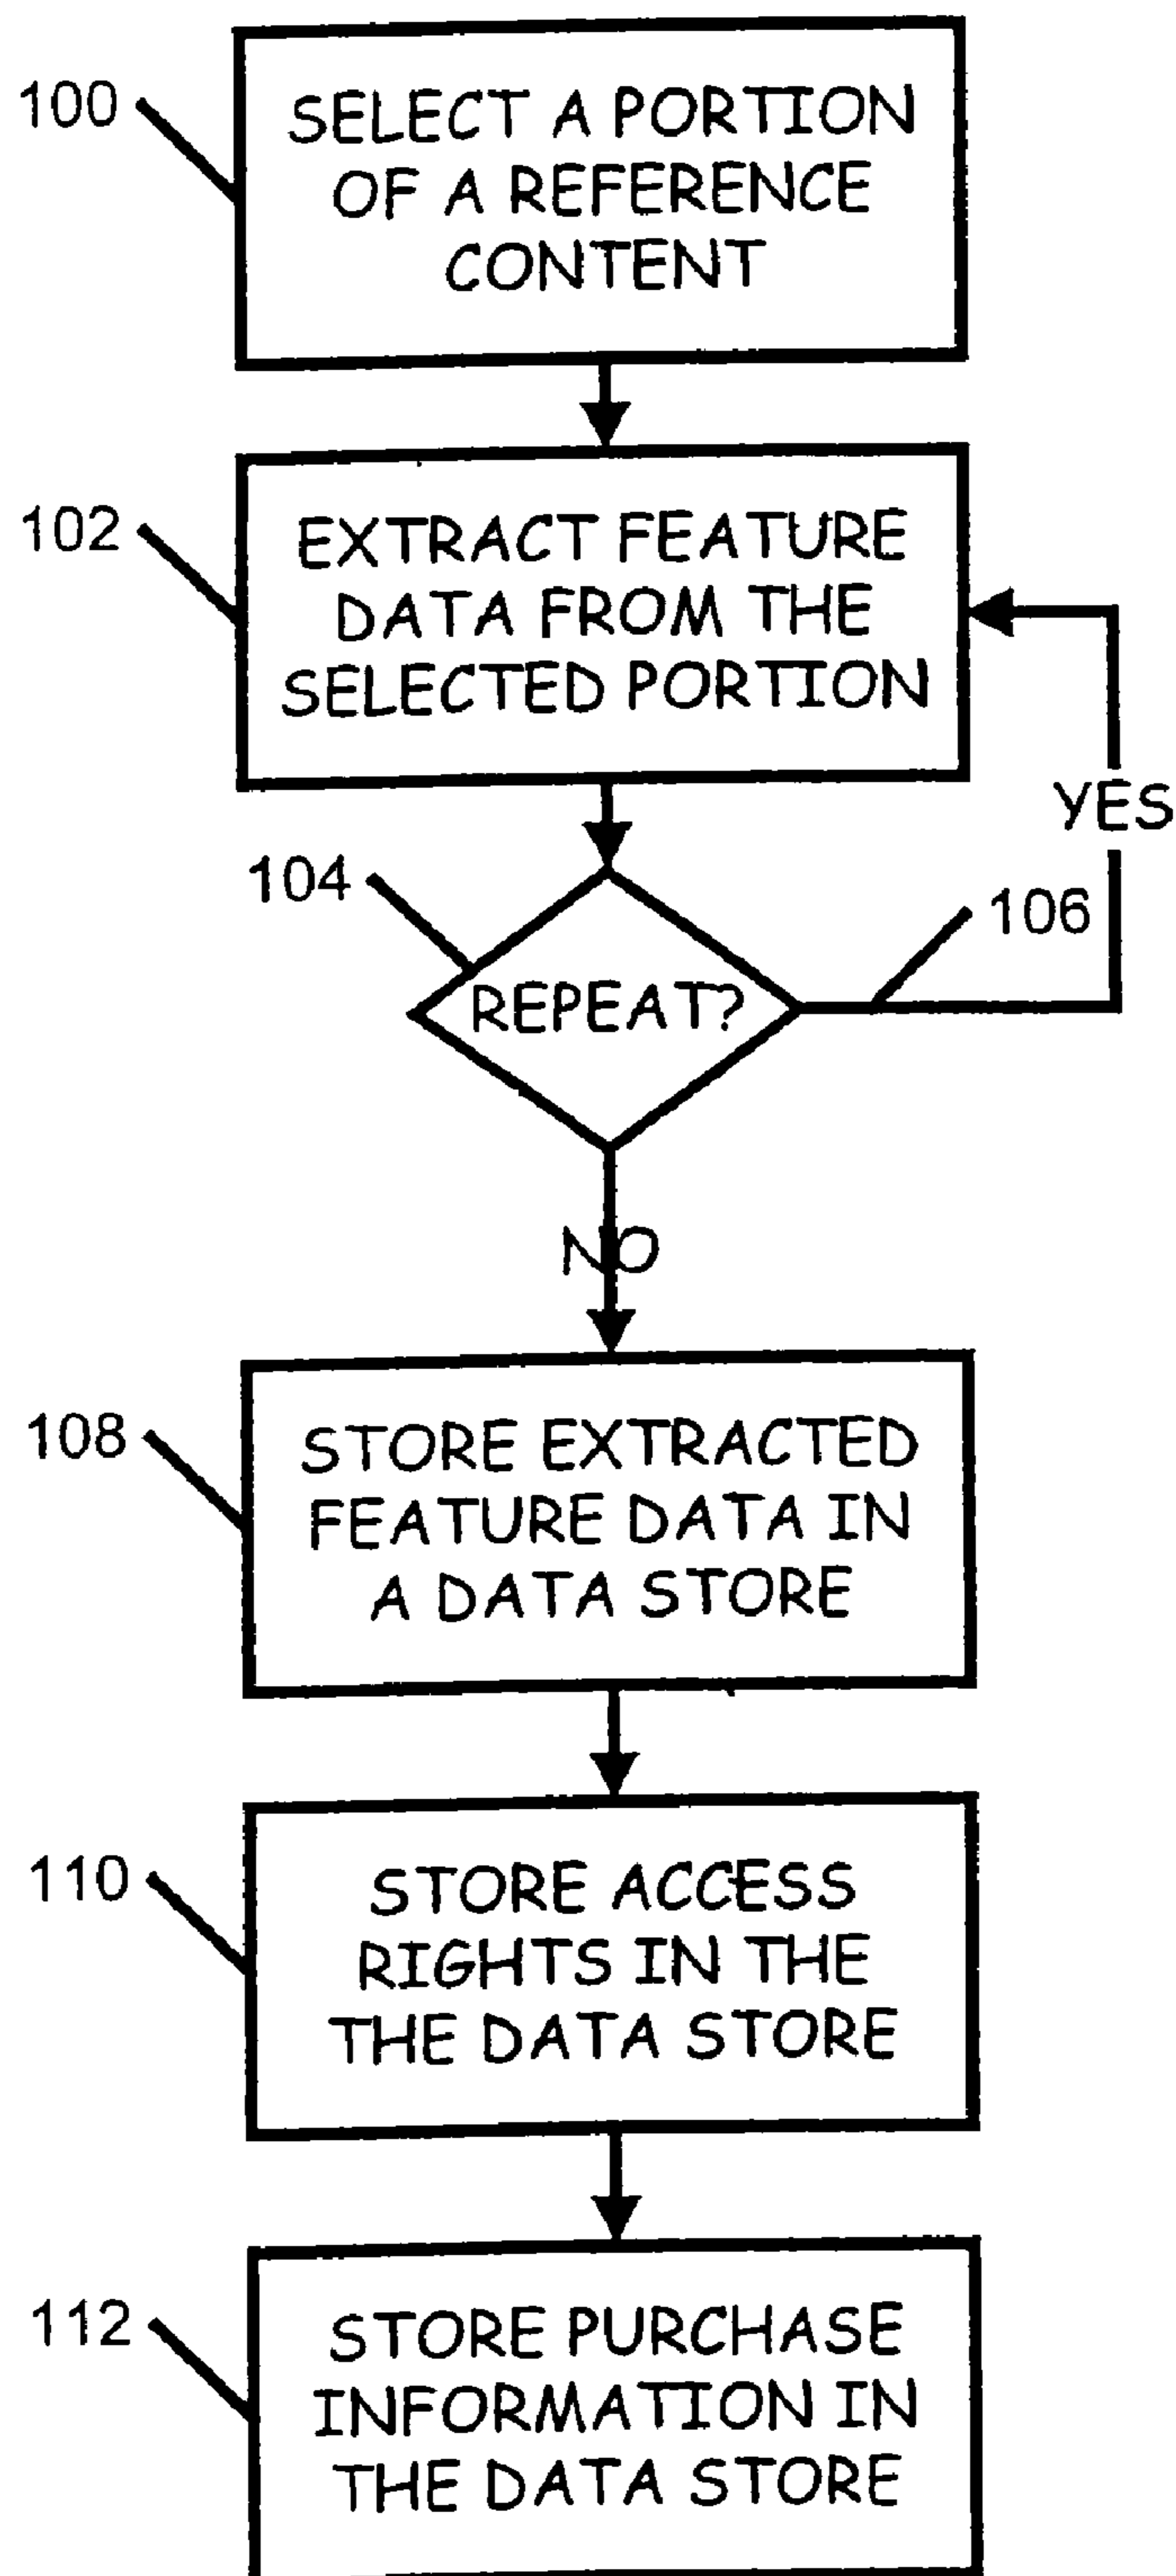 100
SELECT A PORTION
OF A REFERENCE
CONTENT
102
EXTRACT FEATURE
DATA FROM THE
SELECTED PORTION
YES
104
106
REPEAT?
NO
108
STORE EXTRACTED
FEATURE DATA IN
A DATA STORE
110
STORE ACCESS
RIGHTS IN THE
THE DATA STORE
112
STORE PURCHASE
INFORMATION IN
THE DATA STORE